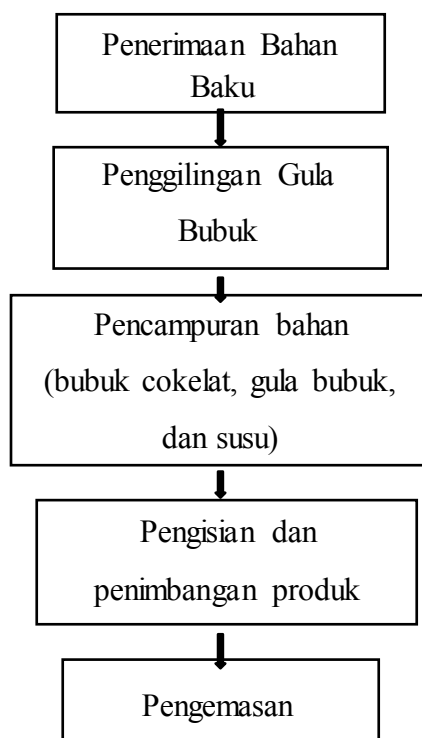 Penerimaan Bahan
Baku
Penggilingan Gula
Bubuk
Pencampuran bahan
(bubuk cokelat, gula bubuk,
dan susu)
Pengisian dan
penimbangan produk
Pengemasan